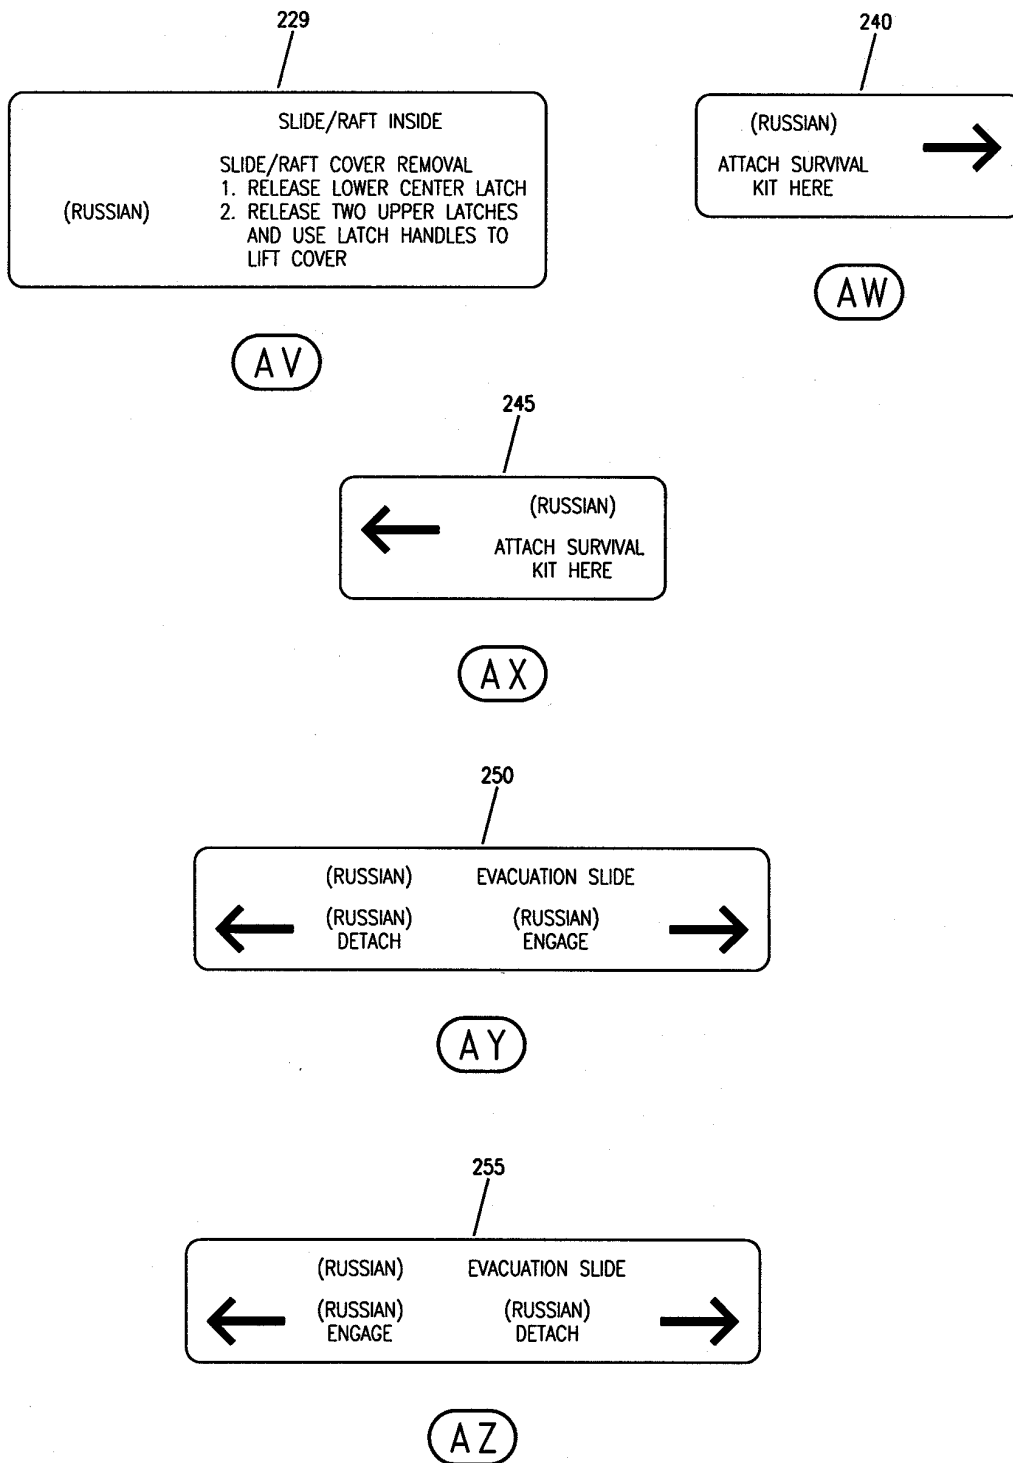 229
SLIDE/RAFT INSIDE
(RUSSIAN)
SLIDE/RAFT COVER REMOVAL
1. RELEASE LOWER CENTER LATCH
2. RELEASE TWO UPPER LATCHES
AND USE LATCH HANDLES TO
LIFT COVER
AV
240
(RUSSIAN)
ATTACH SURVIVAL
KIT HERE
AW
245
(RUSSIAN)
ATTACH SURVIVAL
KIT HERE
AX
250
(RUSSIAN) EVACUATION SLIDE
(RUSSIAN) (RUSSIAN)
DETACH ENGAGE
AY
255
(RUSSIAN) EVACUATION SLIDE
(RUSSIAN) (RUSSIAN)
ENGAGE DETACH
AZ